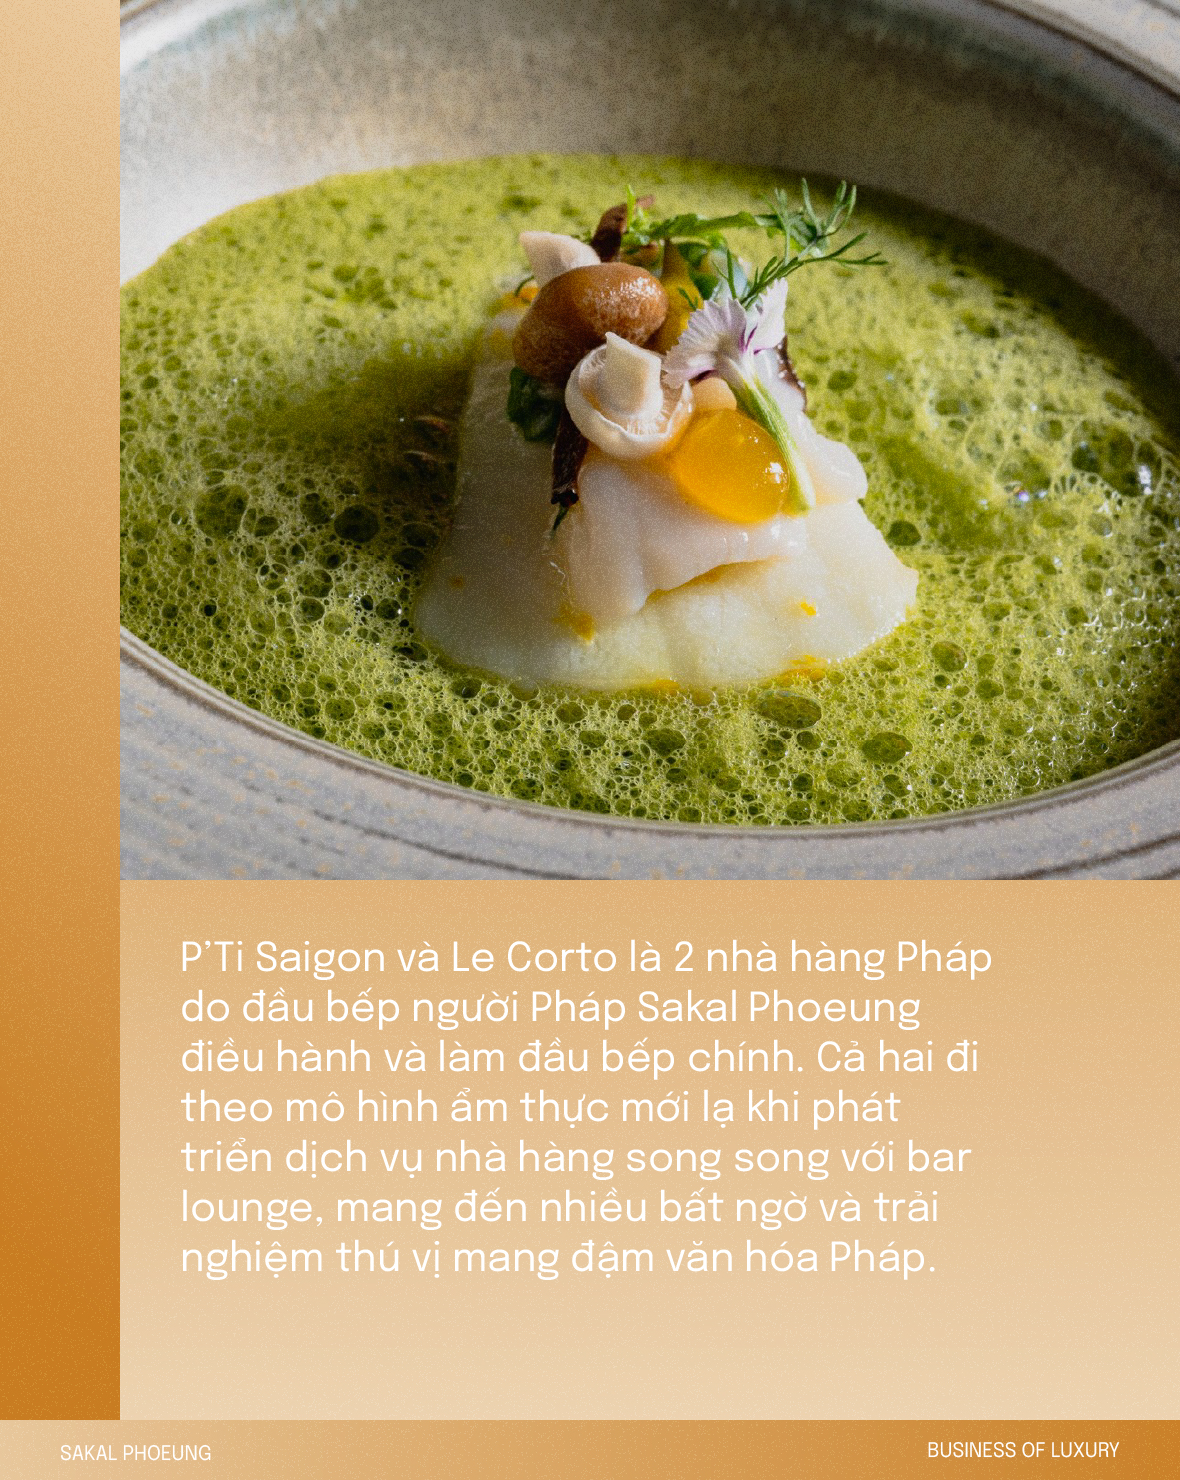 P’Ti Saigon và Le Corto là 2 nhà hàng Pháp
do đầu bếp người Pháp Sakal Phoeung
điều hành và làm đầu bếp chính. Cả hai đi
theo mô hình ẩm thực mới lạ khi phát
triển dịch vụ nhà hàng song song với bar
lounge, mang đến nhiều bất ngờ và trải
nghiệm thú vị mang đậm văn hóa Pháp.
SAKAL PHOEUNG
BUSINESS OF LUXURY